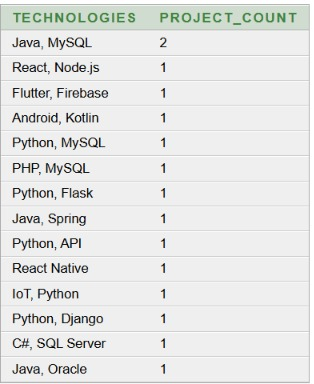 TECHNOLOGIES PROJECT_COUNT
Java, MySQL 2
React, Node.js 1
Flutter, Firebase 1
Android, Kotlin 1
Python, MySQL 1
PHP, MySQL 1
Python, Flask 1
Java, Spring 1
Python, API 1
React Native 1
IoT, Python 1
Python, Django 1
C#, SQL Server 1
Java, Oracle 1